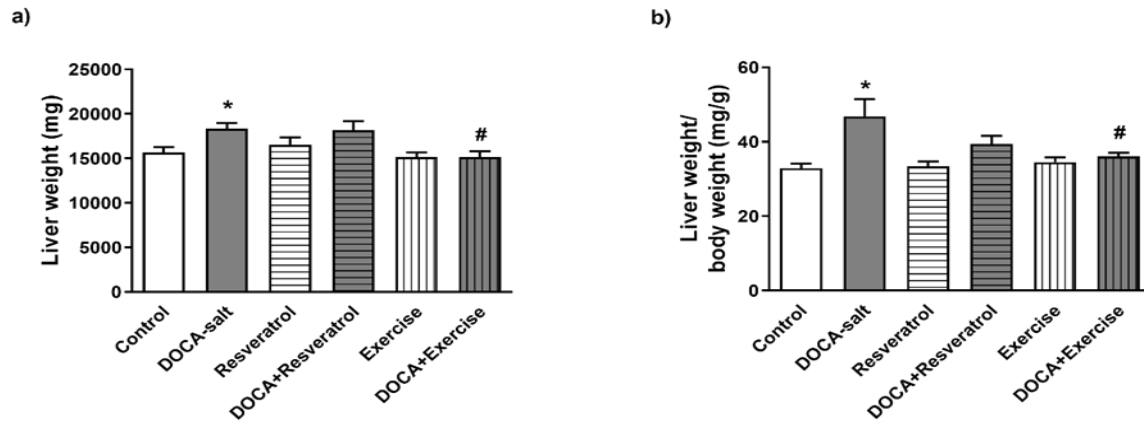 a)
Liver weight (mg)
25000
20000
15000
10000
5000
0
*
#
Control
DOCA-salt
Resveratrol
DOCA+Resveratrol
Exercise
DOCA+Exercise
b)
Liver weight/
body weight (mg/g)
60
40
20
0
*
#
Control
DOCA-salt
Resveratrol
DOCA+Resveratrol
Exercise
DOCA+Exercise